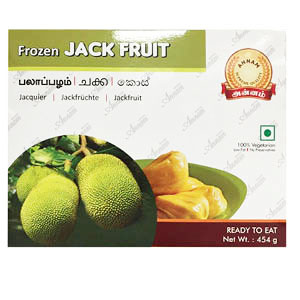 Frozen JACK FRUIT
பலாப்பழம் | ചക്ക | කොස්
Jacquier | Jackfrüchte | Jackfruit
ANNAM
அன்னம்
100% Vegetarian
READY TO EAT
Net Wt. : 454 g